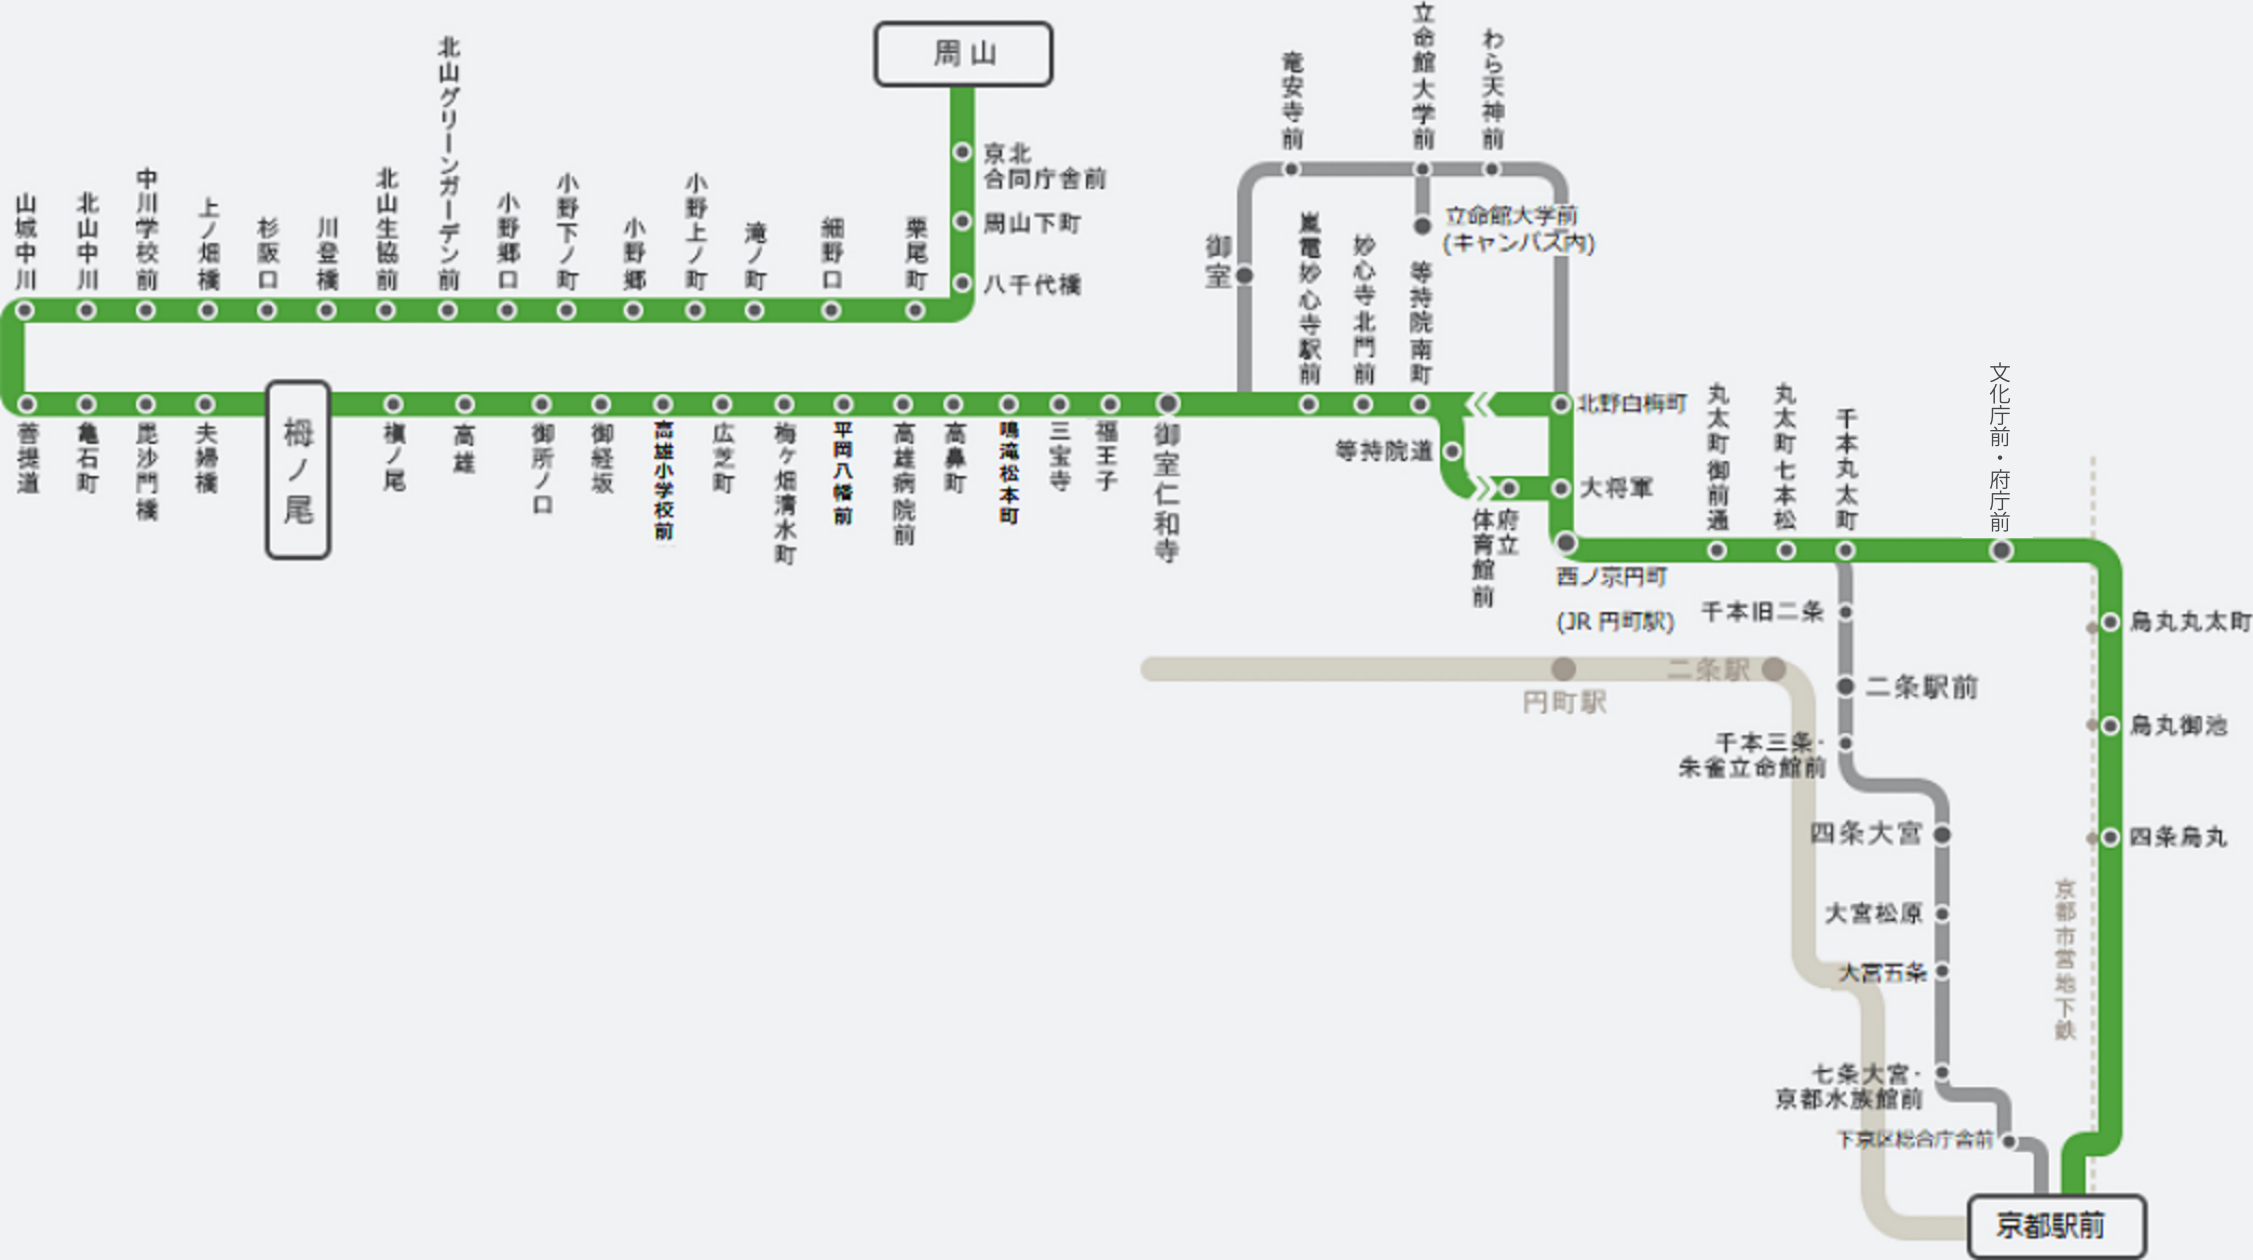 周山
京北
合同庁舎前
周山下町
八千代橋
山城中川
北山中川
中川学校前
上ノ畑橋
杉阪口
川登橋
北山生協前
北山グリーンガーデン前
小野郷口
小野下ノ町
小野郷
小野上ノ町
滝ノ町
細野口
栗尾町
善提道
亀石町
毘沙門橋
夫婦橋
栂ノ尾
槇ノ尾
高雄
御所ノ口
御経坂
高雄小学校前
広芝町
梅ヶ畑清水町
平岡八幡前
高雄病院前
高鼻町
鳴滝松本町
三宝寺
福王子
御室仁和寺
御室
竜安寺前
立命館大学前
わら天神前
立命館大学前
(キャンパス内)
嵐電妙心寺駅前
妙心寺北門前
等持院南町
等持院道
府立
体育館前
北野白梅町
大将軍
西ノ京円町
(JR 円町駅)
丸太町御前通
丸太町七本松
千本丸太町
文化庁前・府庁前
烏丸丸太町
烏丸御池
四条烏丸
京都市営地下鉄
千本旧二条
二条駅前
千本三条・
朱雀立命館前
四条大宮
大宮松原
大宮五条
七条大宮・
京都水族館前
下京区総合庁舎前
円町駅
二条駅
京都駅前